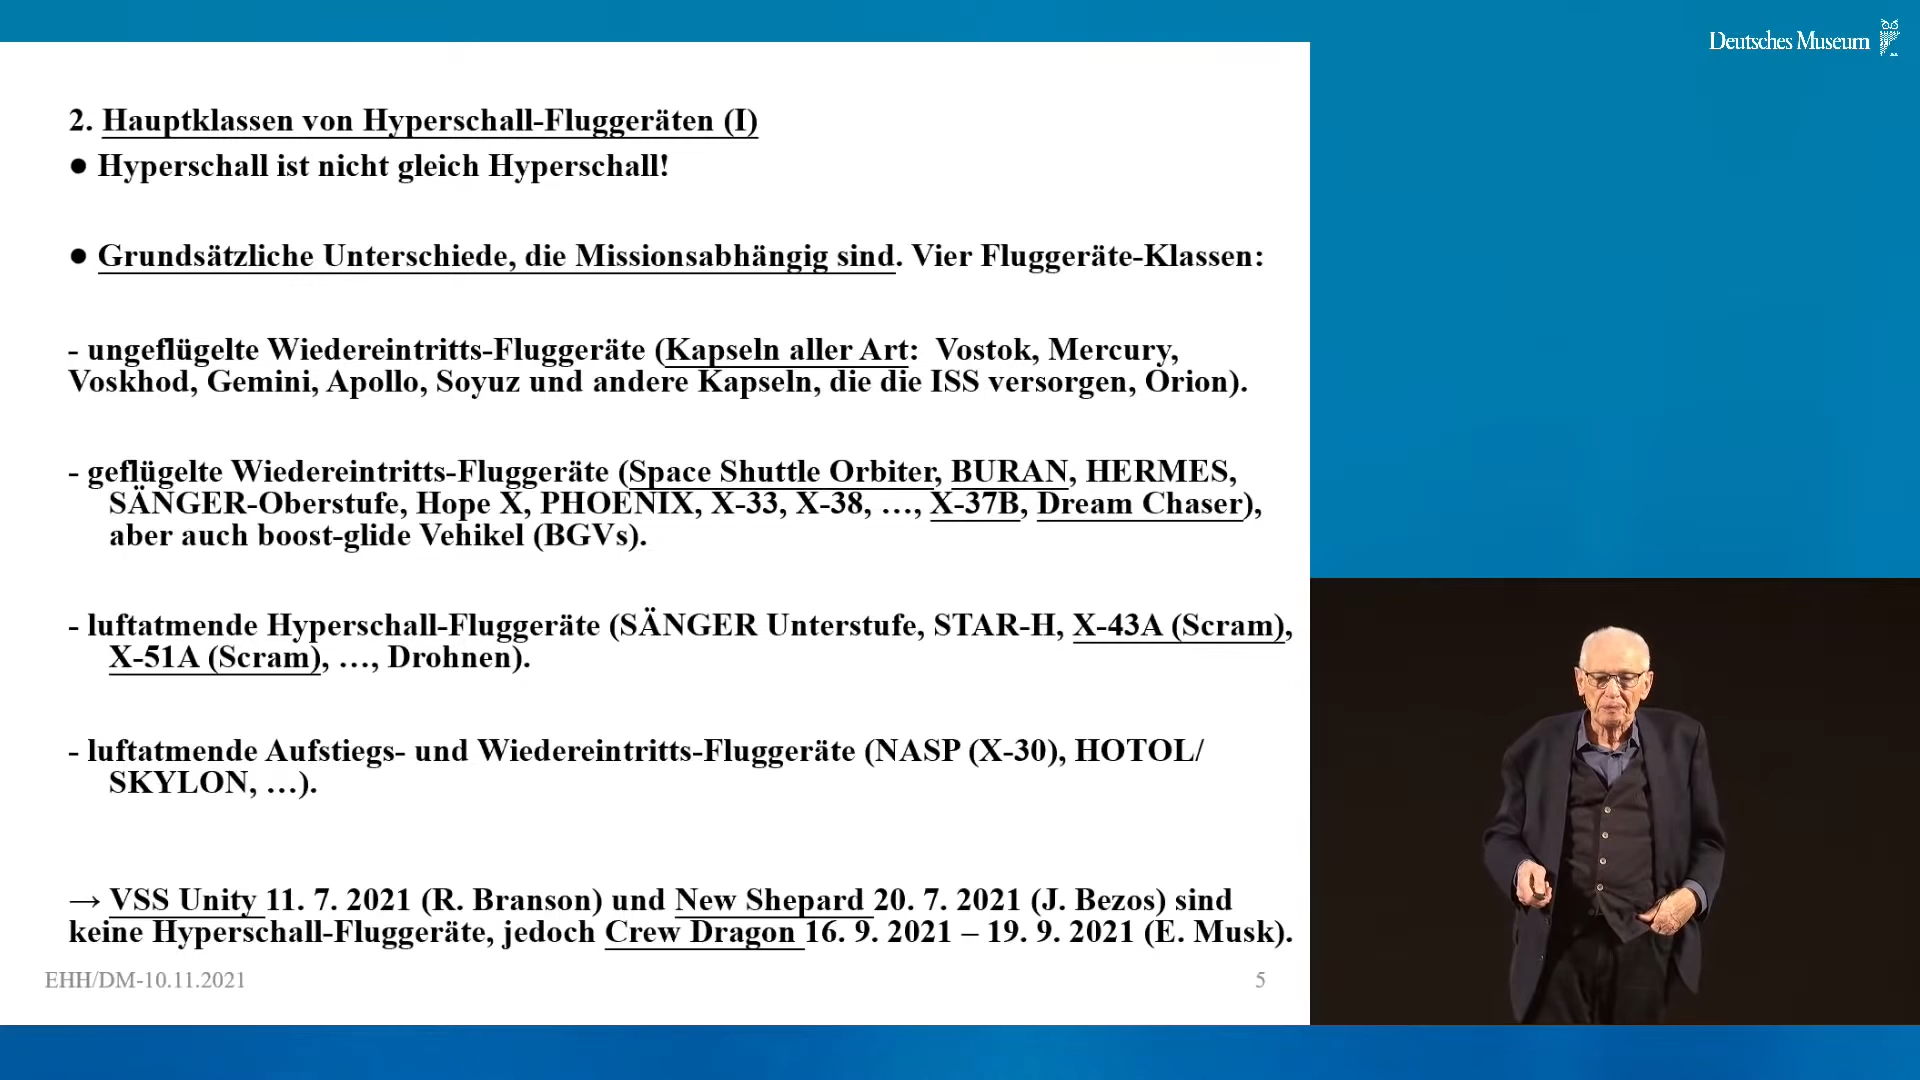 Deutsches Museum
2. Hauptklassen von Hyperschall-Fluggeräten (I)
● Hyperschall ist nicht gleich Hyperschall!
● Grundsätzliche Unterschiede, die Missionsabhängig sind. Vier Fluggeräte-Klassen:
- ungeflügelte Wiedereintritts-Fluggeräte (Kapseln aller Art:  Vostok, Mercury,
Voskhod, Gemini, Apollo, Soyuz und andere Kapseln, die die ISS versorgen, Orion).
- geflügelte Wiedereintritts-Fluggeräte (Space Shuttle Orbiter, BURAN, HERMES,
SÄNGER-Oberstufe, Hope X, PHOENIX, X-33, X-38, …, X-37B, Dream Chaser),
aber auch boost-glide Vehikel (BGVs).
- luftatmende Hyperschall-Fluggeräte (SÄNGER Unterstufe, STAR-H, X-43A (Scram),
X-51A (Scram), …, Drohnen).
- luftatmende Aufstiegs- und Wiedereintritts-Fluggeräte (NASP (X-30), HOTOL/
SKYLON, …).
→ VSS Unity 11. 7. 2021 (R. Branson) und New Shepard 20. 7. 2021 (J. Bezos) sind
keine Hyperschall-Fluggeräte, jedoch Crew Dragon 16. 9. 2021 – 19. 9. 2021 (E. Musk).
EHH/DM-10.11.2021
5